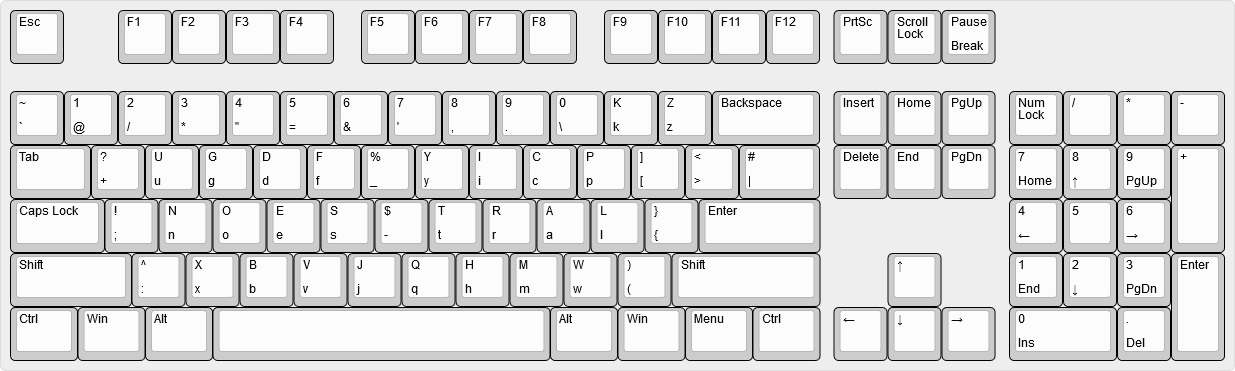 Esc F1 F2 F3 F4 F5 F6 F7 F8 F9 F10 F11 F12 PrtSc Scroll Pause
Lock Break
~ 1 2 3 4 5 6 7 8 9 0 K Z Backspace Insert Home PgUp Num / * -
Lock
` @ / * " = & ' , . \ k z
Tab ? U G D F % Y I C P ] < # Delete End PgDn 7 8 9 +
+ u g d f _ y i c p [ > | Home ↑ PgUp
Caps Lock ! N O E S $ T R A L } Enter 4 5 6
; n o e s - t r a l { ← →
Shift ^ X B V J Q H M W ) Shift ↑ 1 2 3 Enter
: x b v j q h m w ( End ↓ PgDn
Ctrl Win Alt Alt Win Menu Ctrl ← ↓ → 0 .
Ins Del